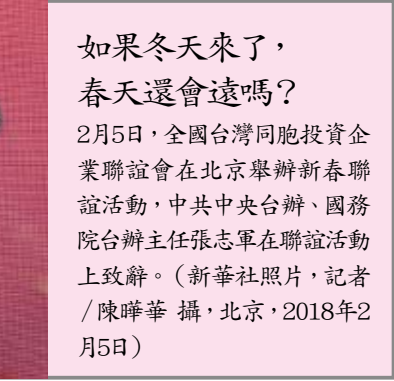 如果冬天來了，
春天還會遠嗎？
2月5日，全國台灣同胞投資企
業聯誼會在北京舉辦新春聯
誼活動，中共中央台辦、國務
院台辦主任張志軍在聯誼活動
上致辭。（新華社照片，記者
/陳曄華 攝，北京，2018年2
月5日）